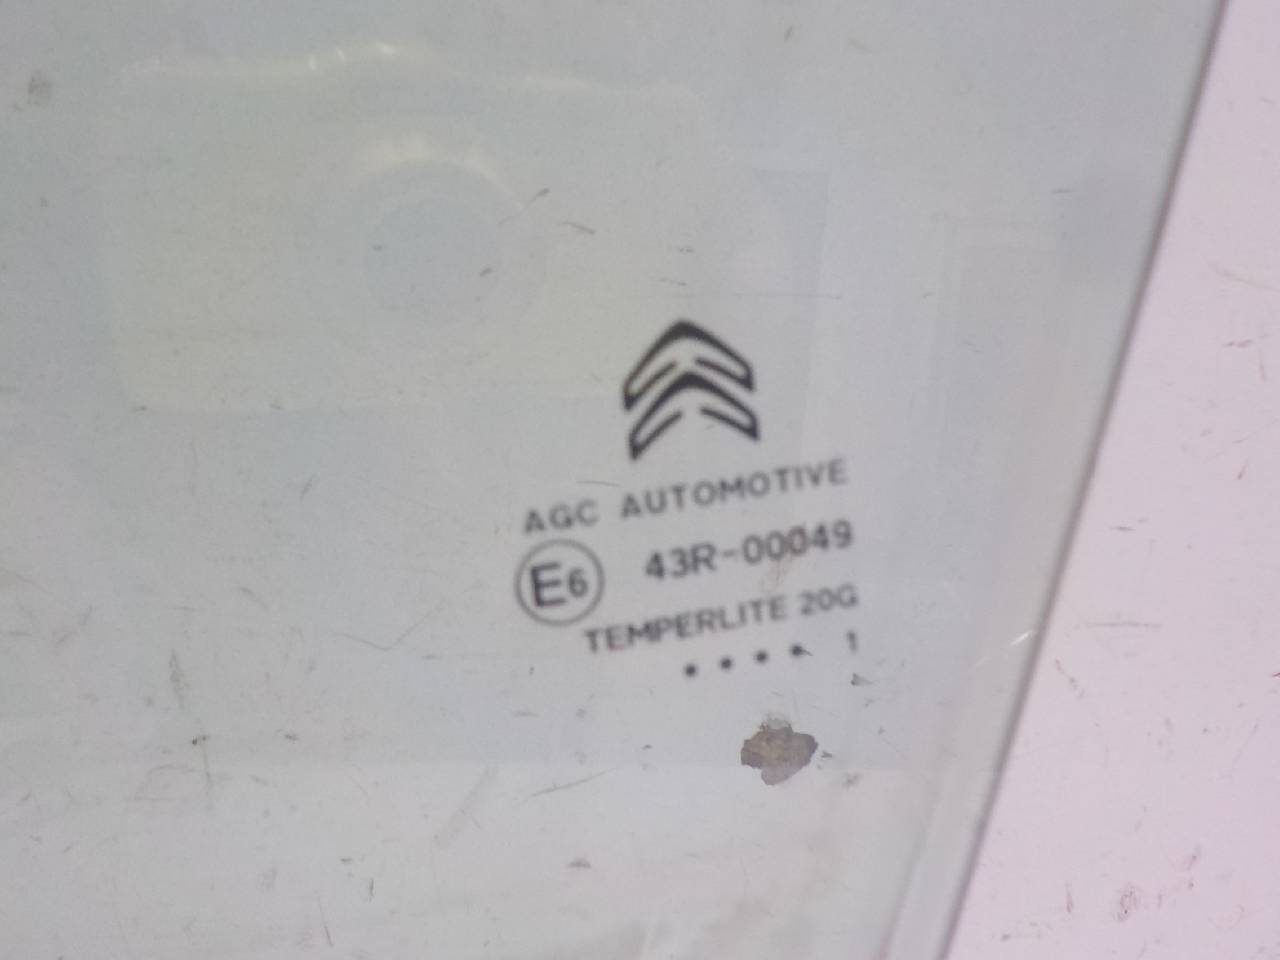 AGC AUTOMOTIVE
E6 43R-00049
TEMPERLITE 20G
• • • • 1